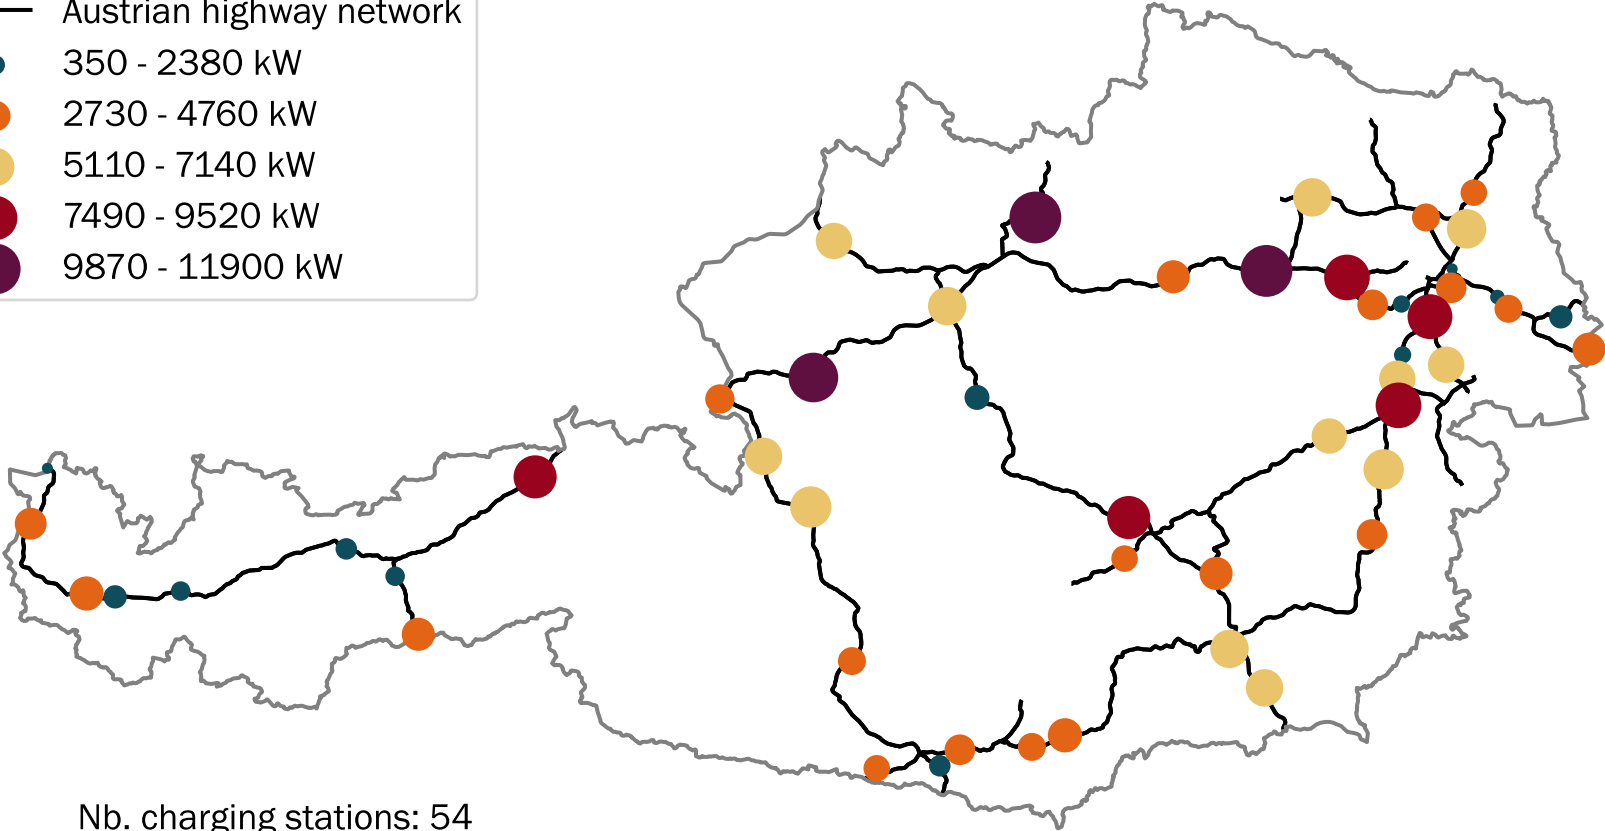 Austrian highway network
350 - 2380 kW
2730 - 4760 kW
5110 - 7140 kW
7490 - 9520 kW
9870 - 11900 kW
Nb. charging stations: 54